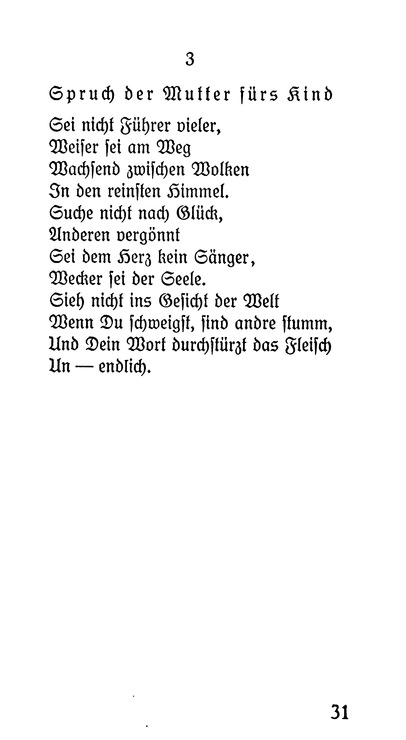 3
Spruch der Mutter fürs Kind
Sei nicht Führer vieler,
Weiser sei am Weg
Wachsend zwischen Wolken
In den reinsten Himmel.
Suche nicht nach Glück,
Anderen vergönnt
Sei dem Herz kein Sänger,
Wecker sei der Seele.
Sieh nicht ins Gesicht der Welt
Wenn Du schweigst, sind andre stumm,
Und Dein Wort durchstürzt das Fleisch
Un — endlich.
31